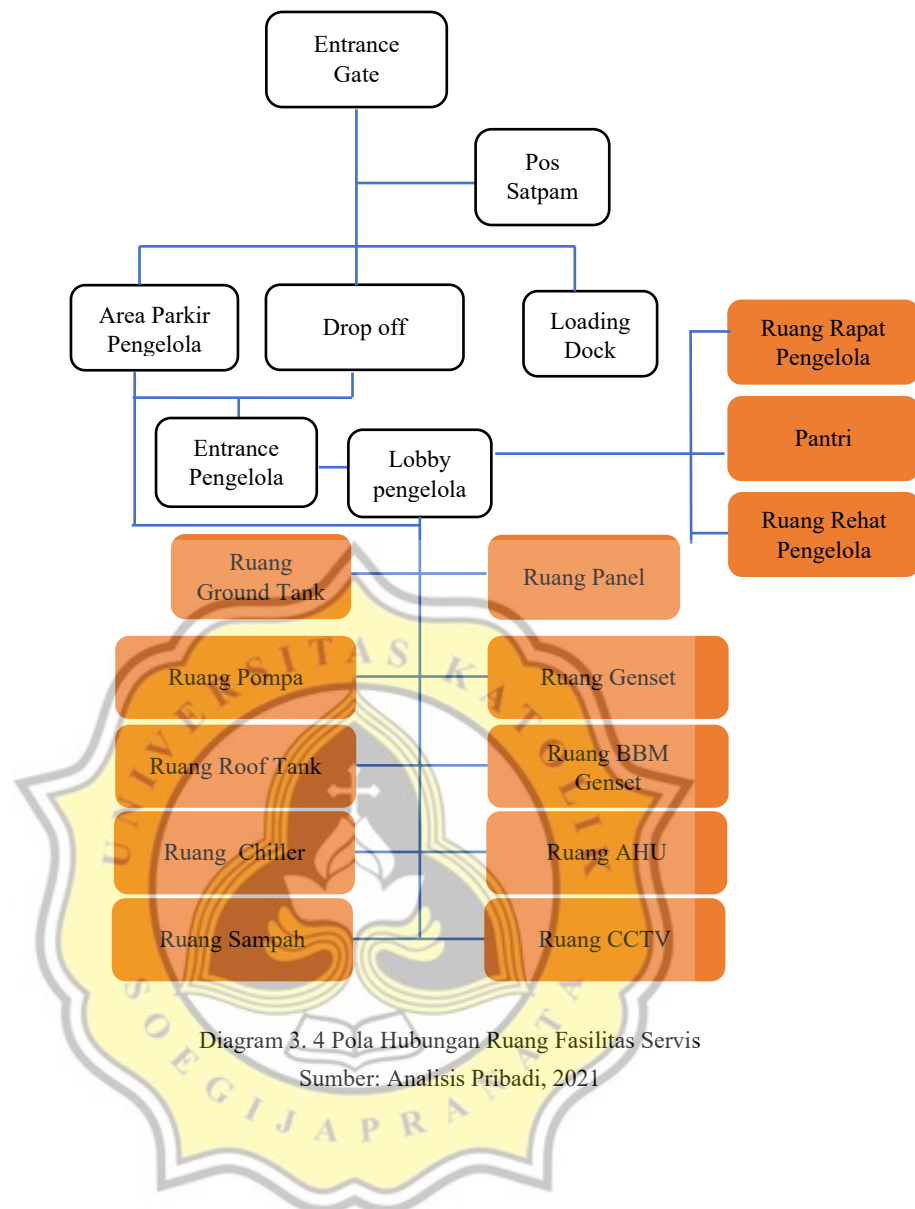 Entrance
Gate
Pos
Satpam
Area Parkir
Pengelola
Drop off
Loading
Dock
Ruang Rapat
Pengelola
Pantri
Ruang Rehat
Pengelola
Entrance
Pengelola
Lobby
pengelola
Ruang
Ground Tank
Ruang Panel
Ruang Pompa
Ruang Genset
Ruang Roof Tank
Ruang BBM
Genset
Ruang Chiller
Ruang AHU
Ruang Sampah
Ruang CCTV
UNIVERSITAS KATOLIK
SOEGIJAPRANATA
Diagram 3. 4 Pola Hubungan Ruang Fasilitas Servis
Sumber: Analisis Pribadi, 2021